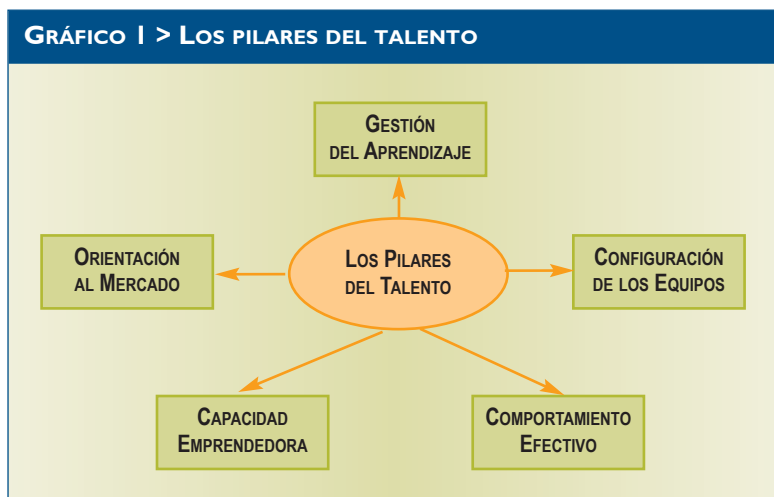 GRÁFICO 1 > LOS PILARES DEL TALENTO
GESTIÓN
DEL APRENDIZAJE
ORIENTACIÓN
AL MERCADO
LOS PILARES
DEL TALENTO
CONFIGURACIÓN
DE LOS EQUIPOS
CAPACIDAD
EMPRENDEDORA
COMPORTAMIENTO
EFECTIVO